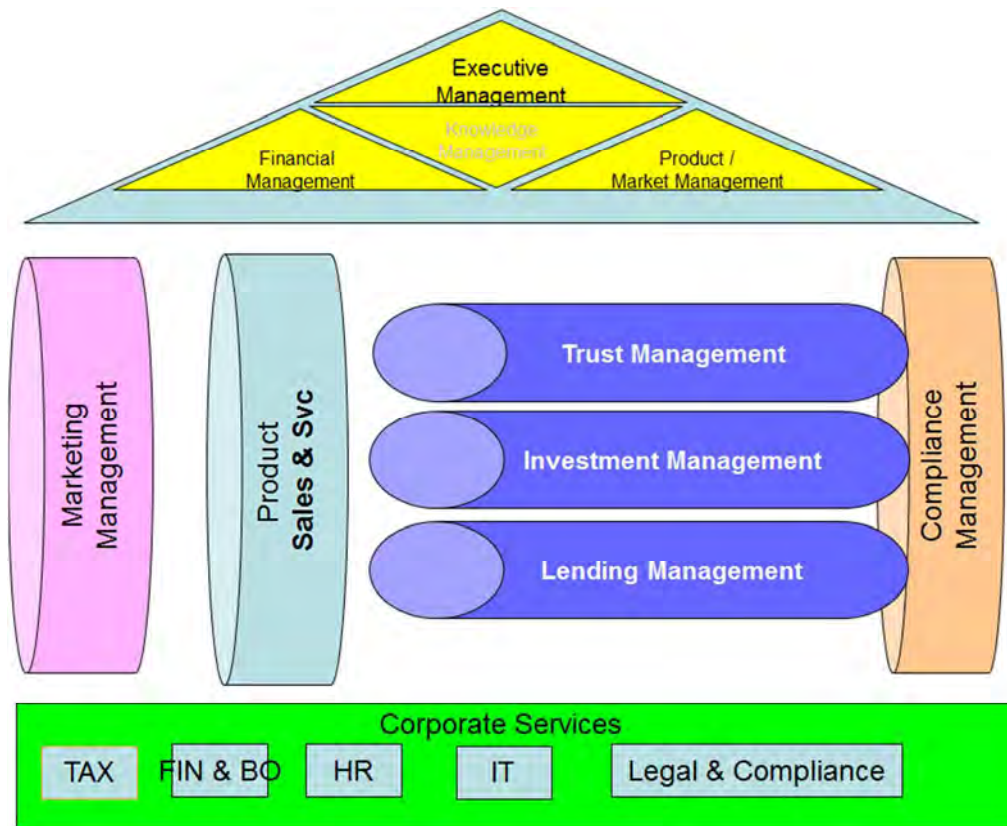 Executive
Management
Knowledge
Management
Financial
Management
Product /
Market Management
Marketing
Management
Product
Sales & Svc
Trust Management
Investment Management
Lending Management
Compliance
Management
Corporate Services
TAX
FIN & BO
HR
IT
Legal & Compliance